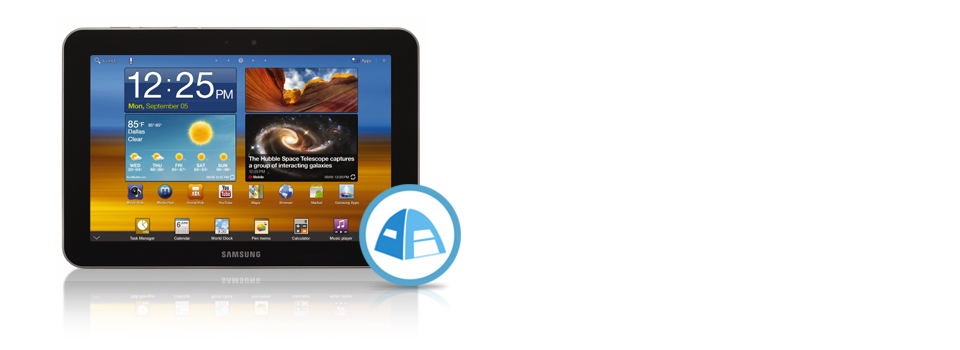 Apps
12:25 PM
Mon, September 05
85°F
Dallas
Clear
WED THU FRI SAT SUN
The Hubble Space Telescope captures
a group of interacting galaxies
YouTube Maps Browser Market Samsung Apps
Task Manager Calendar World Clock Pen memo Calculator Music player
SAMSUNG